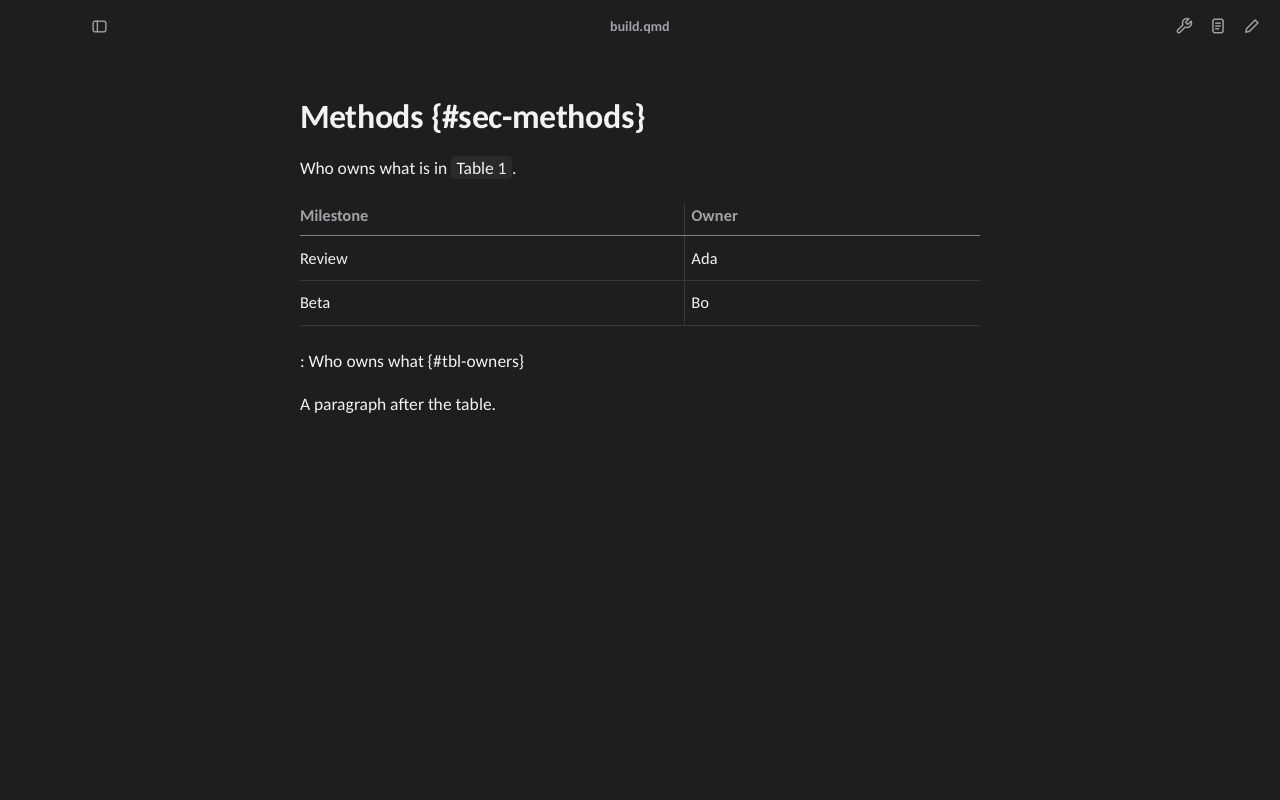 build.qmd
Methods {#sec-methods}
Who owns what is in Table 1.
Milestone Owner
Review Ada
Beta Bo
: Who owns what {#tbl-owners}
A paragraph after the table.